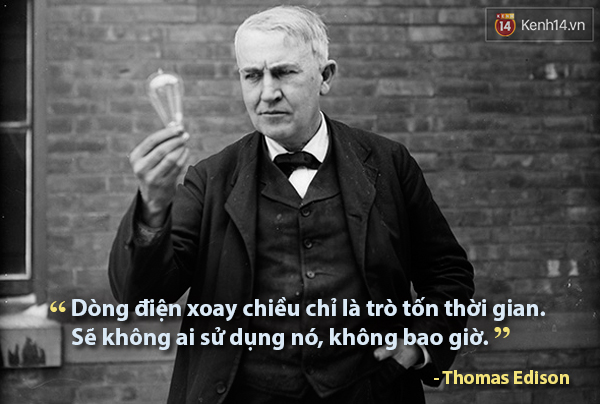 14 Kenh14.vn
“ Dòng điện xoay chiều chỉ là trò tốn thời gian.
Sẽ không ai sử dụng nó, không bao giờ. ”
- Thomas Edison